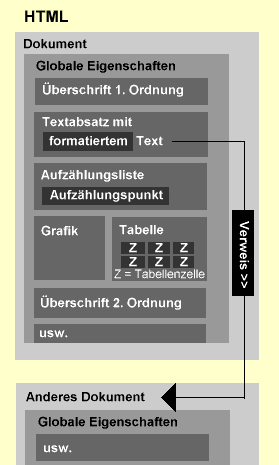 HTML
Dokument
Globale Eigenschaften
Überschrift 1. Ordnung
Textabsatz mit
formatiertem Text
Aufzählungsliste
Aufzählungspunkt
Grafik
Tabelle
Z Z Z
Z Z Z
Z = Tabellenzelle
Verweis >>
Überschrift 2. Ordnung
usw.
Anderes Dokument
Globale Eigenschaften
usw.